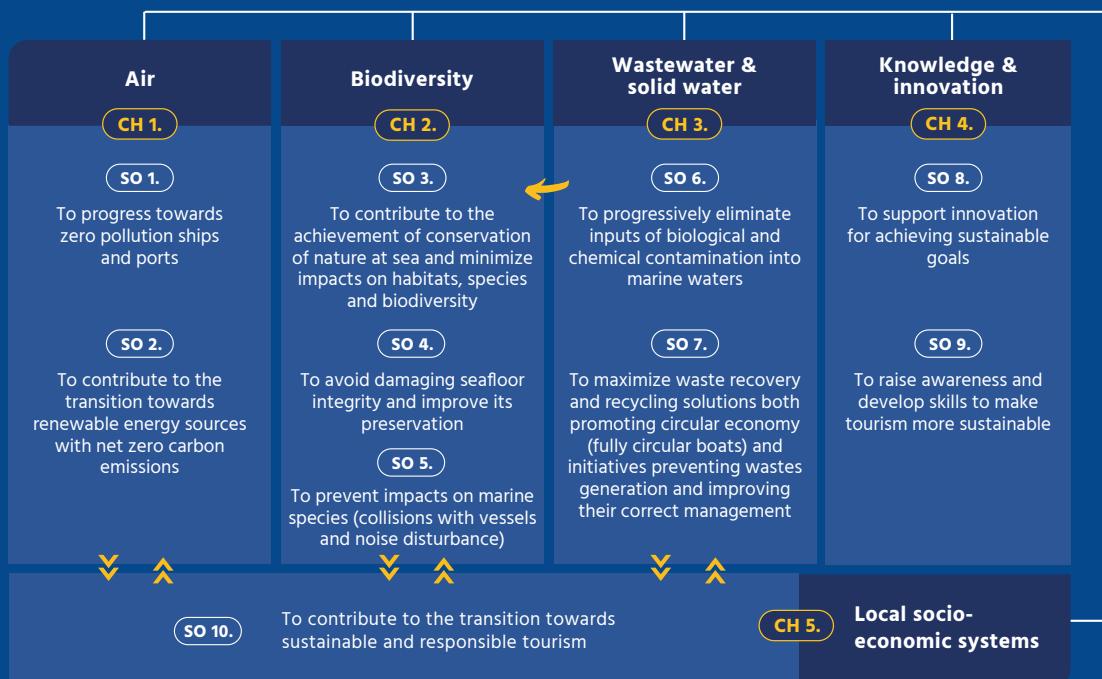 Air
CH 1.
SO 1.
To progress towards
zero pollution ships
and ports
SO 2.
To contribute to the
transition towards
renewable energy sources
with net zero carbon
emissions
Biodiversity
CH 2.
SO 3.
To contribute to the
achievement of conservation
of nature at sea and minimize
impacts on habitats, species
and biodiversity
SO 4.
To avoid damaging seafloor
integrity and improve its
preservation
SO 5.
To prevent impacts on marine
species (collisions with vessels
and noise disturbance)
Wastewater &
solid water
CH 3.
SO 6.
To progressively eliminate
inputs of biological and
chemical contamination into
marine waters
SO 7.
To maximize waste recovery
and recycling solutions both
promoting circular economy
(fully circular boats) and
initiatives preventing wastes
generation and improving
their correct management
Knowledge &
innovation
CH 4.
SO 8.
To support innovation
for achieving sustainable
goals
SO 9.
To raise awareness and
develop skills to make
tourism more sustainable
SO 10.
To contribute to the transition towards
sustainable and responsible tourism
CH 5.
Local socio-
economic systems